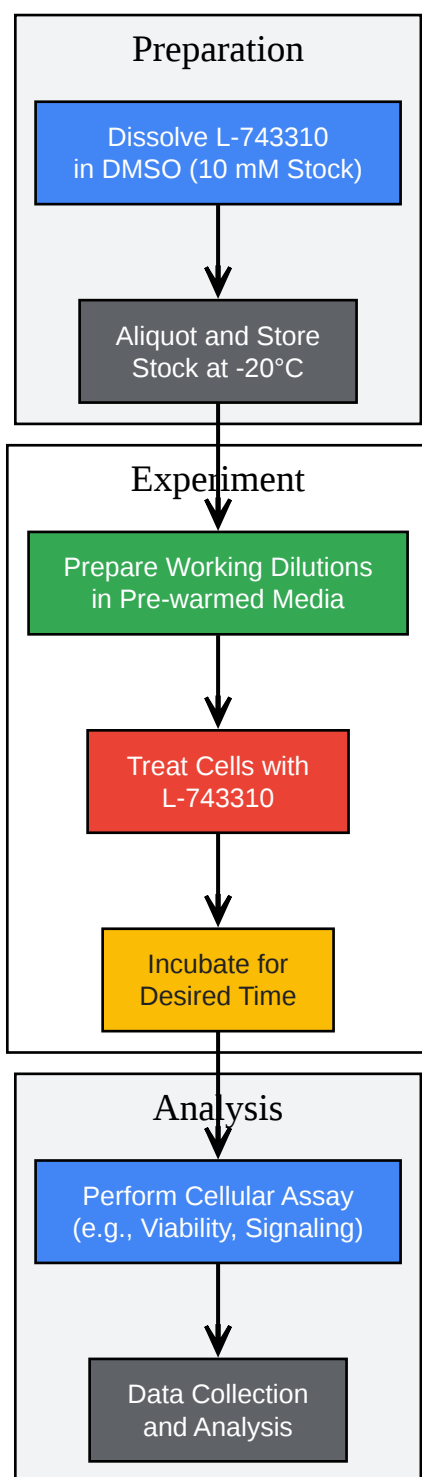 Preparation
Dissolve L-743310
in DMSO (10 mM Stock)
Aliquot and Store
Stock at -20°C
Experiment
Prepare Working Dilutions
in Pre-warmed Media
Treat Cells with
L-743310
Incubate for
Desired Time
Analysis
Perform Cellular Assay
(e.g., Viability, Signaling)
Data Collection
and Analysis